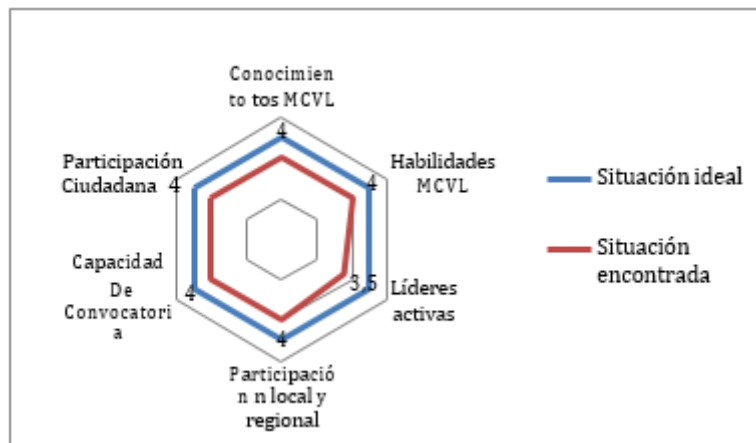 Conocimien
to tos MCVL
4
Participación
Ciudadana
4
4
Habilidades
MCVL
Situación ideal
Situación
encontrada
Capacidad
De
Convocatori
a
4
3,5
Líderes
activas
4
Participació
n n local y
regional